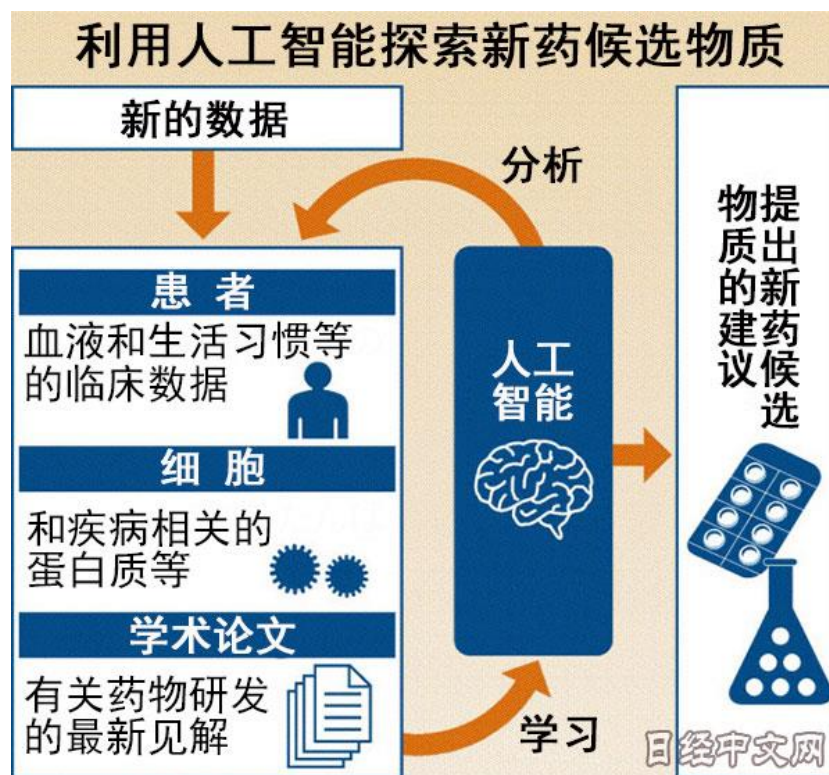 利用人工智能探索新药候选物质
新的数据
分析
患者
血液和生活习惯等
的临床数据
细胞
和疾病相关的
蛋白质等
学术论文
有关药物研发
的最新见解
人工
智能
学习
提出新药候选
物质的建议
日经中文网